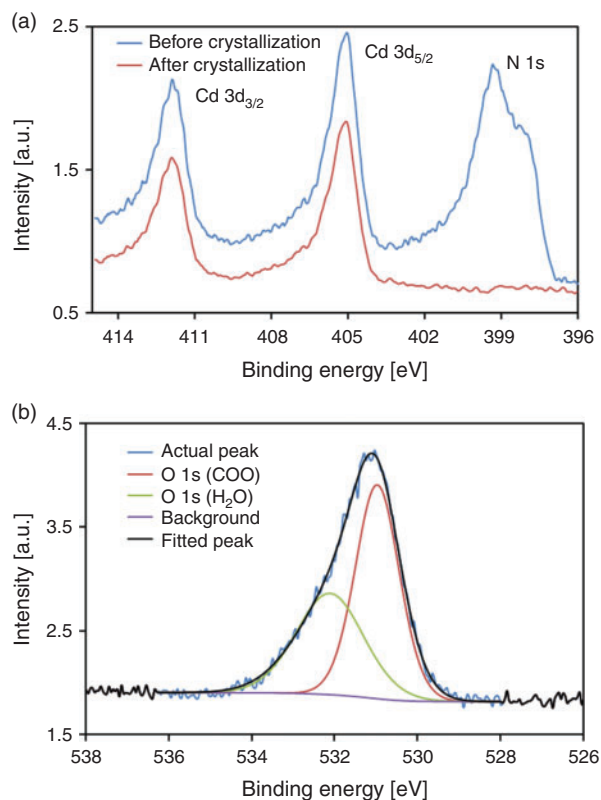 (a)
2.5
1.5
0.5
Intensity [a.u.]
Before crystallization
After crystallization
Cd 3d₃/₂
Cd 3d₅/₂
N 1s
414 411 408 405 402 399 396
Binding energy [eV]
(b)
4.5
3.5
2.5
1.5
Intensity [a.u.]
Actual peak
O 1s (COO)
O 1s (H₂O)
Background
Fitted peak
538 536 534 532 530 528 526
Binding energy [eV]